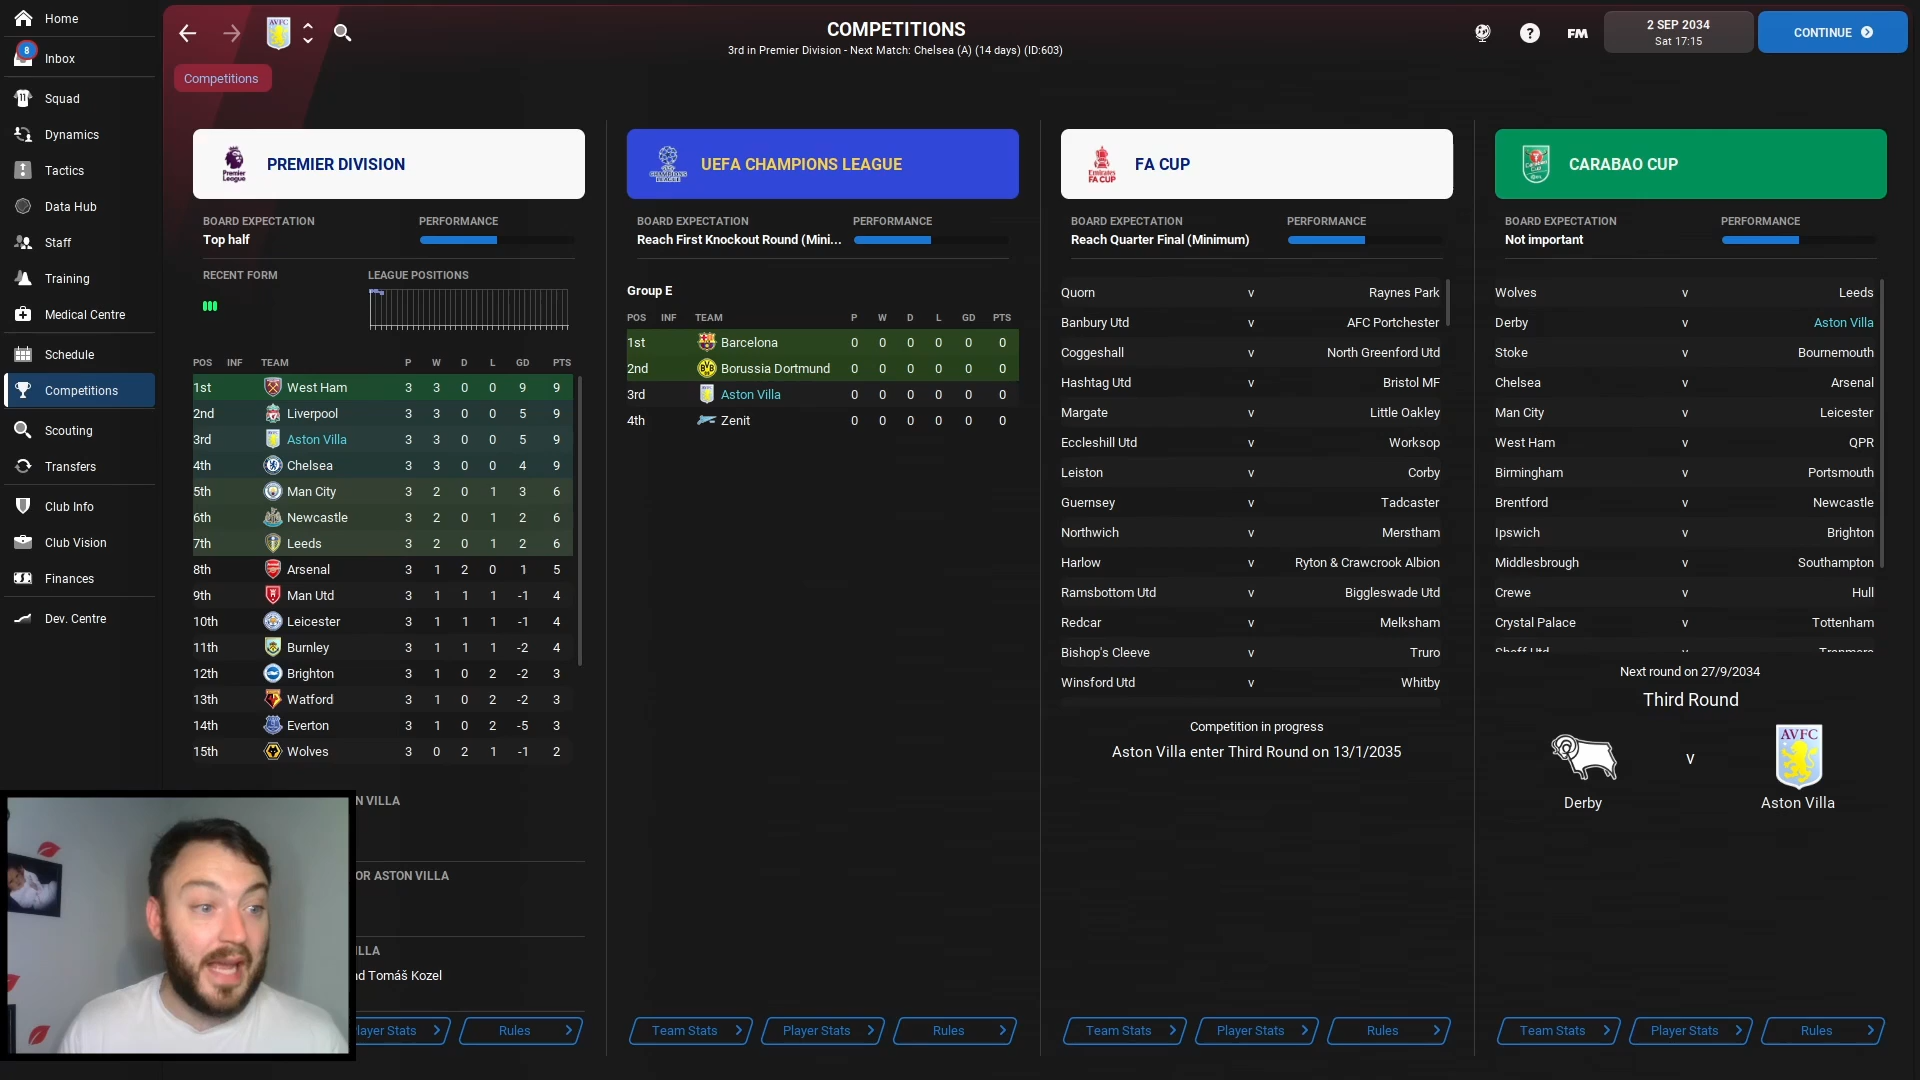 Home
8
Inbox
Squad
Dynamics
Tactics
Data Hub
Staff
Training
Medical Centre
Schedule
Competitions
Scouting
Transfers
Club Info
Club Vision
Finances
Dev. Centre
AVFC
COMPETITIONS
3rd in Premier Division - Next Match: Chelsea (A) (14 days) (ID:603)
FM
2 SEP 2034
Sat 17:15
CONTINUE
Competitions
Premier League
PREMIER DIVISION
BOARD EXPECTATION PERFORMANCE
Top half
RECENT FORM LEAGUE POSITIONS
POS INF TEAM P W D L GD PTS
1st West Ham 3 3 0 0 9 9
2nd Liverpool 3 3 0 0 5 9
3rd Aston Villa 3 3 0 0 5 9
4th Chelsea 3 3 0 0 4 9
5th Man City 3 2 0 1 3 6
6th Newcastle 3 2 0 1 2 6
7th Leeds 3 2 0 1 2 6
8th Arsenal 3 1 2 0 1 5
9th Man Utd 3 1 1 1 -1 4
10th Leicester 3 1 1 1 -1 4
11th Burnley 3 1 1 1 -2 4
12th Brighton 3 1 0 2 -2 3
13th Watford 3 1 0 2 -2 3
14th Everton 3 1 0 2 -5 3
15th Wolves 3 0 2 1 -1 2
N VILLA
OR ASTON VILLA
ILLA
nd Tomáš Kozel
Player Stats
Rules
CHAMPIONS LEAGUE
UEFA CHAMPIONS LEAGUE
BOARD EXPECTATION PERFORMANCE
Reach First Knockout Round (Mini...
Group E
POS INF TEAM P W D L GD PTS
1st Barcelona 0 0 0 0 0 0
2nd Borussia Dortmund 0 0 0 0 0 0
3rd Aston Villa 0 0 0 0 0 0
4th Zenit 0 0 0 0 0 0
Team Stats
Player Stats
Rules
Emirates FA CUP
FA CUP
BOARD EXPECTATION PERFORMANCE
Reach Quarter Final (Minimum)
Quorn v Raynes Park
Banbury Utd v AFC Portchester
Coggeshall v North Greenford Utd
Hashtag Utd v Bristol MF
Margate v Little Oakley
Eccleshill Utd v Worksop
Leiston v Corby
Guernsey v Tadcaster
Northwich v Merstham
Harlow v Ryton & Crawcrook Albion
Ramsbottom Utd v Biggleswade Utd
Redcar v Melksham
Bishop's Cleeve v Truro
Winsford Utd v Whitby
Competition in progress
Aston Villa enter Third Round on 13/1/2035
Team Stats
Player Stats
Rules
CARABAO CUP
BOARD EXPECTATION PERFORMANCE
Not important
Wolves v Leeds
Derby v Aston Villa
Stoke v Bournemouth
Chelsea v Arsenal
Man City v Leicester
West Ham v QPR
Birmingham v Portsmouth
Brentford v Newcastle
Ipswich v Brighton
Middlesbrough v Southampton
Crewe v Hull
Crystal Palace v Tottenham
Sheff Utd v Tranmere
Next round on 27/9/2034
Third Round
AVFC
v
Derby Aston Villa
Team Stats
Player Stats
Rules